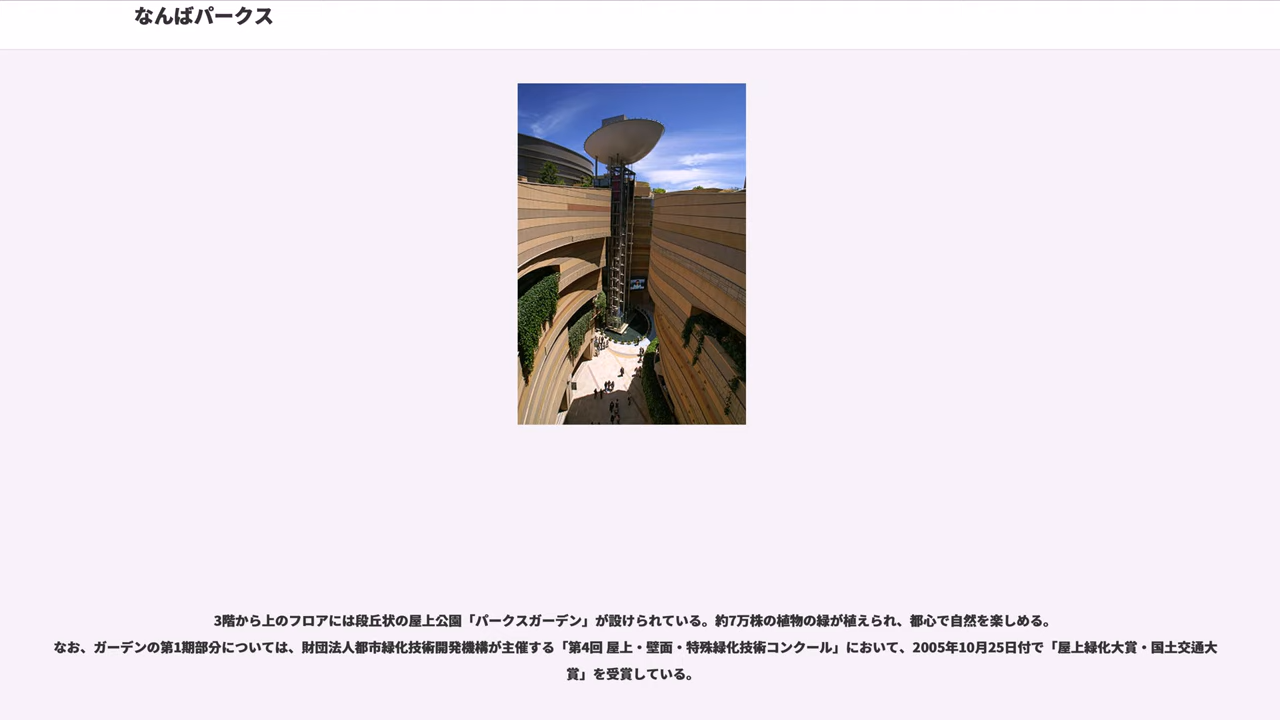 なんばパークス
3階から上のフロアには段丘状の屋上公園「パークスガーデン」が設けられている。約7万株の植物の緑が植えられ、都心で自然を楽しめる。
なお、ガーデンの第1期部分については、財団法人都市緑化技術開発機構が主催する「第4回 屋上・壁面・特殊緑化技術コンクール」において、2005年10月25日付で「屋上緑化大賞・国土交通大
賞」を受賞している。